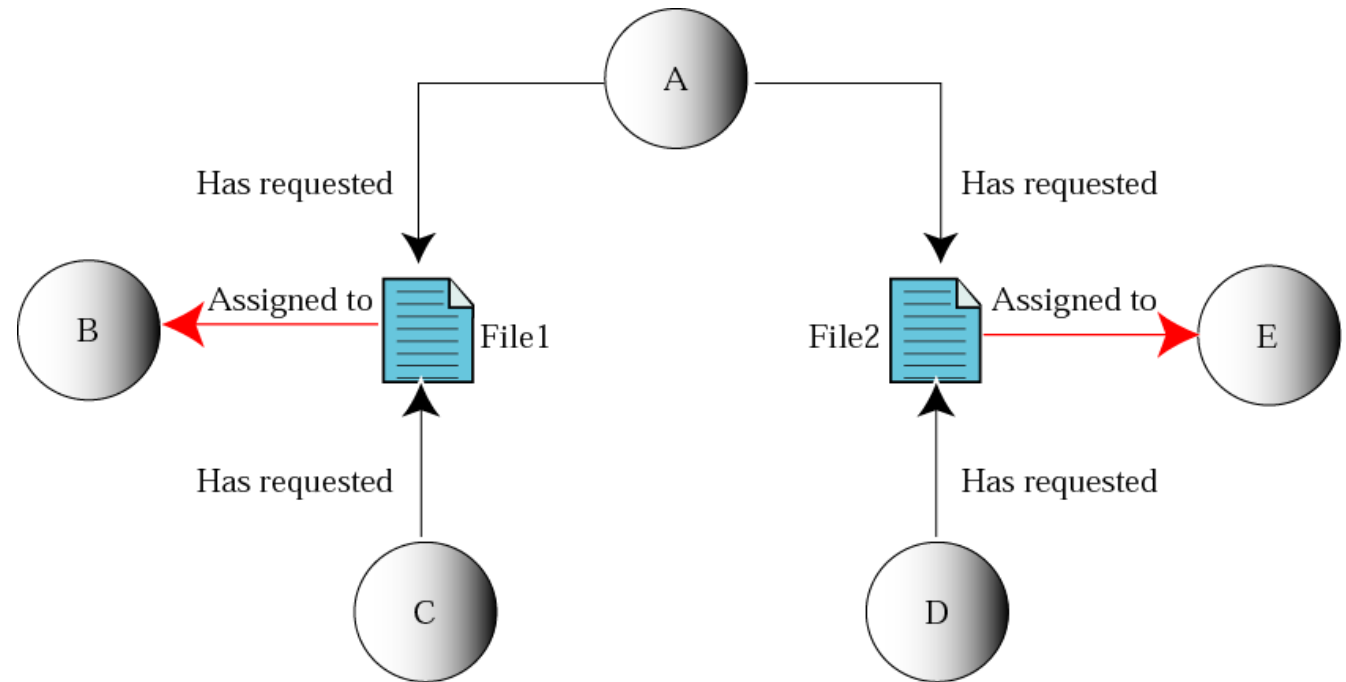 A
Has requested
Has requested
Assigned to
Assigned to
B
File1
File2
E
Has requested
Has requested
C
D